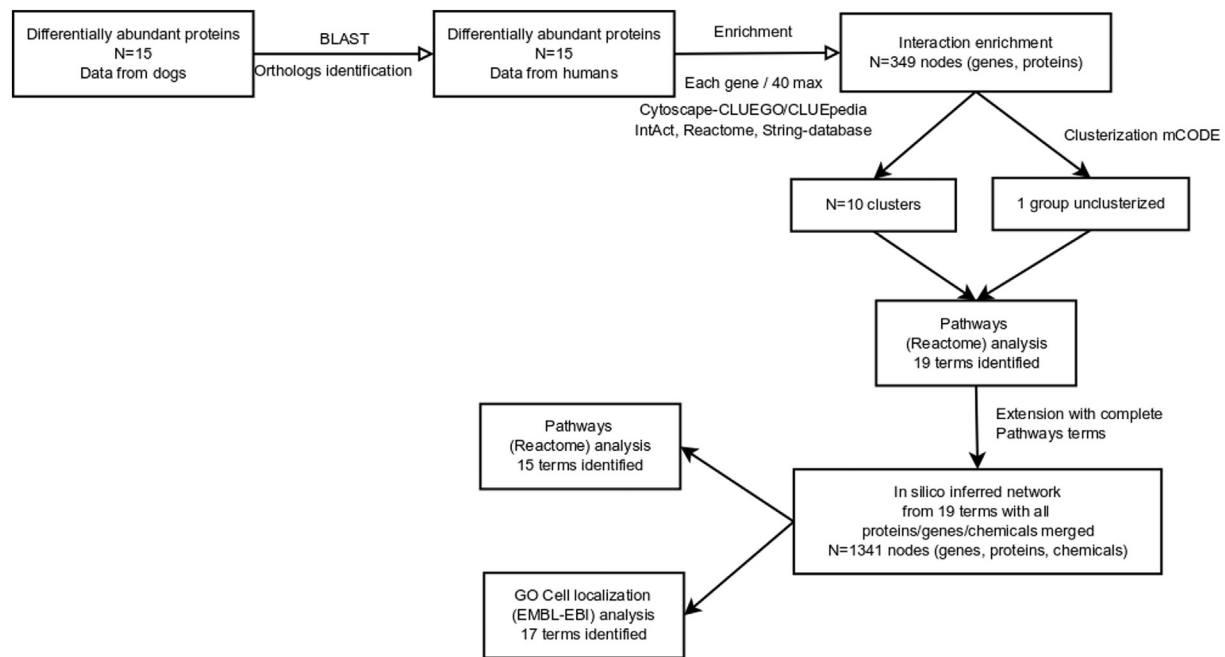 Differentially abundant proteins
N=15
Data from dogs
BLAST
Orthologs identification
Differentially abundant proteins
N=15
Data from humans
Enrichment
Each gene / 40 max
Cytoscape-CLUEGO/CLUEpedia
IntAct, Reactome, String-database
Interaction enrichment
N=349 nodes (genes, proteins)
Clusterization mCODE
N=10 clusters
1 group unclusterized
Pathways
(Reactome) analysis
19 terms identified
Extension with complete
Pathways terms
In silico inferred network
from 19 terms with all
proteins/genes/chemicals merged
N=1341 nodes (genes, proteins, chemicals)
Pathways
(Reactome) analysis
15 terms identified
GO Cell localization
(EMBL-EBI) analysis
17 terms identified